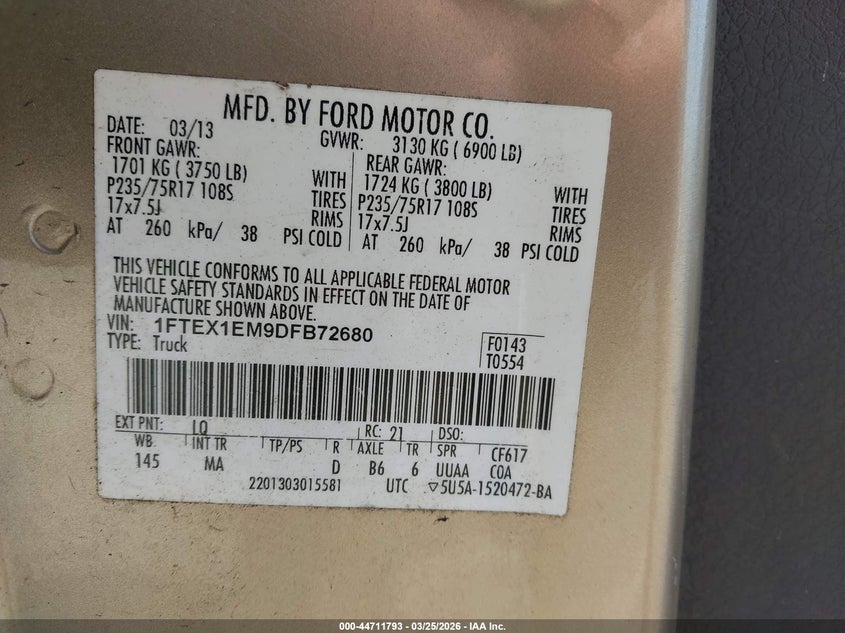 MFD. BY FORD MOTOR CO.
DATE: 03/13 GVWR: 3130 KG ( 6900 LB)
FRONT GAWR: REAR GAWR:
1701 KG ( 3750 LB) WITH 1724 KG ( 3800 LB) WITH
P235/75R17 108S TIRES P235/75R17 108S TIRES
17x7.5J RIMS 17x7.5J RIMS
AT 260 kPa/ 38 PSI COLD AT 260 kPa/ 38 PSI COLD
THIS VEHICLE CONFORMS TO ALL APPLICABLE FEDERAL MOTOR
VEHICLE SAFETY STANDARDS IN EFFECT ON THE DATE OF
MANUFACTURE SHOWN ABOVE.
VIN: 1FTEX1EM9DFB72680
TYPE: Truck
F0143
T0554
EXT PNT: LQ RC: 21 DSO:
WB INT TR TP/PS R AXLE TR SPR CF617
145 MA D B6 6 UUAA COA
2201303015581 UTC ▽5U5A-1520472-BA
000-44711793 - 03/25/2026 - IAA Inc.